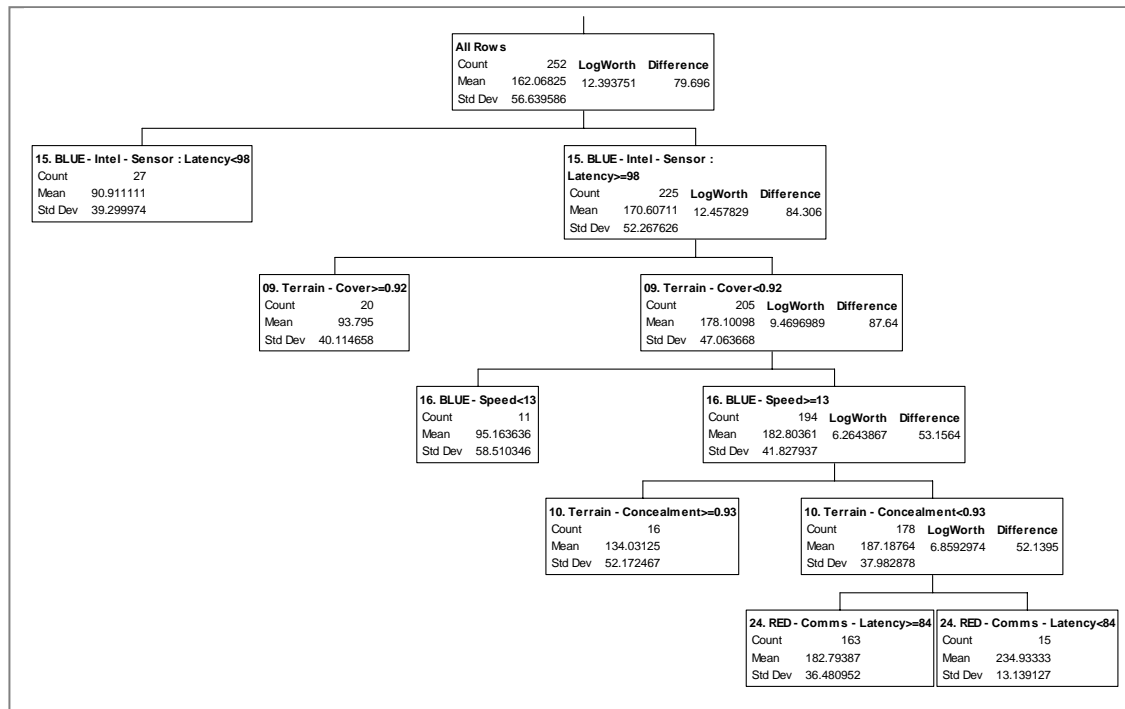 All Rows
Count 252 LogWorth Difference
Mean 162.06825 12.393751 79.696
Std Dev 56.639586
15. BLUE - Intel - Sensor : Latency<98
Count 27
Mean 90.911111
Std Dev 39.299974
15. BLUE - Intel - Sensor :
Latency>=98
Count 225 LogWorth Difference
Mean 170.60711 12.457829 84.306
Std Dev 52.267626
09. Terrain - Cover>=0.92
Count 20
Mean 93.795
Std Dev 40.114658
09. Terrain - Cover<0.92
Count 205 LogWorth Difference
Mean 178.10098 9.4696989 87.64
Std Dev 47.063668
16. BLUE - Speed<13
Count 11
Mean 95.163636
Std Dev 58.510346
16. BLUE - Speed>=13
Count 194 LogWorth Difference
Mean 182.80361 6.2643867 53.1564
Std Dev 41.827937
10. Terrain - Concealment>=0.93
Count 16
Mean 134.03125
Std Dev 52.172467
10. Terrain - Concealment<0.93
Count 178 LogWorth Difference
Mean 187.18764 6.8592974 52.1395
Std Dev 37.982878
24. RED - Comms - Latency>=84
Count 163
Mean 182.79387
Std Dev 36.480952
24. RED - Comms - Latency<84
Count 15
Mean 234.93333
Std Dev 13.139127